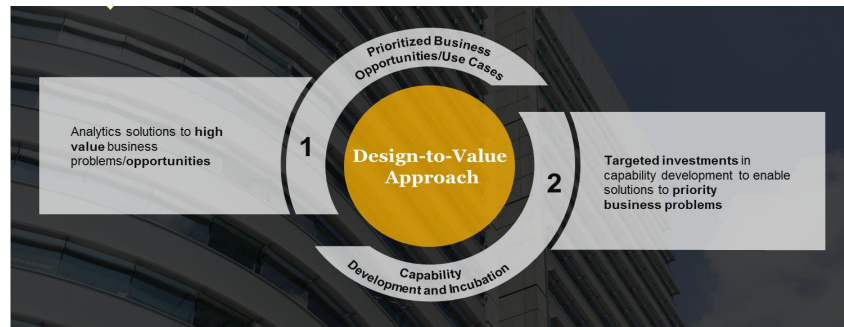 Prioritized Business
Opportunities/Use Cases
Analytics solutions to high
value business
problems/opportunities
1
Design-to-Value
Approach
2
Targeted investments in
capability development to enable
solutions to priority
business problems
Capability
Development and Incubation